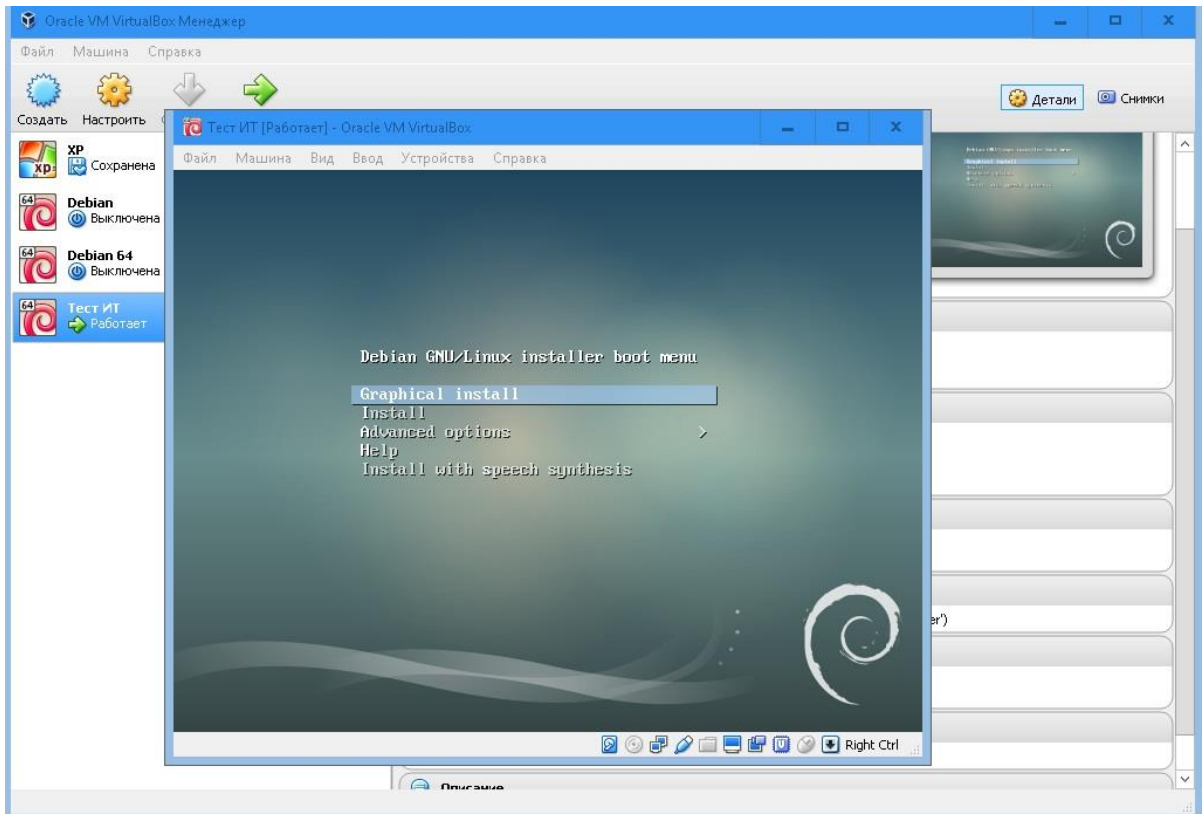 Oracle VM VirtualBox Менеджер
Файл Машина Справка
Создать Настроить
Детали Снимки
XP
Сохранена
Debian
Выключена
Debian 64
Выключена
Тест ИТ
Работает
Тест ИТ [Работает] - Oracle VM VirtualBox
Файл Машина Вид Ввод Устройства Справка
Debian GNU/Linux installer boot menu
Graphical install
Install
Advanced options >
Help
Install with speech synthesis
Right Ctrl
er')
Описание